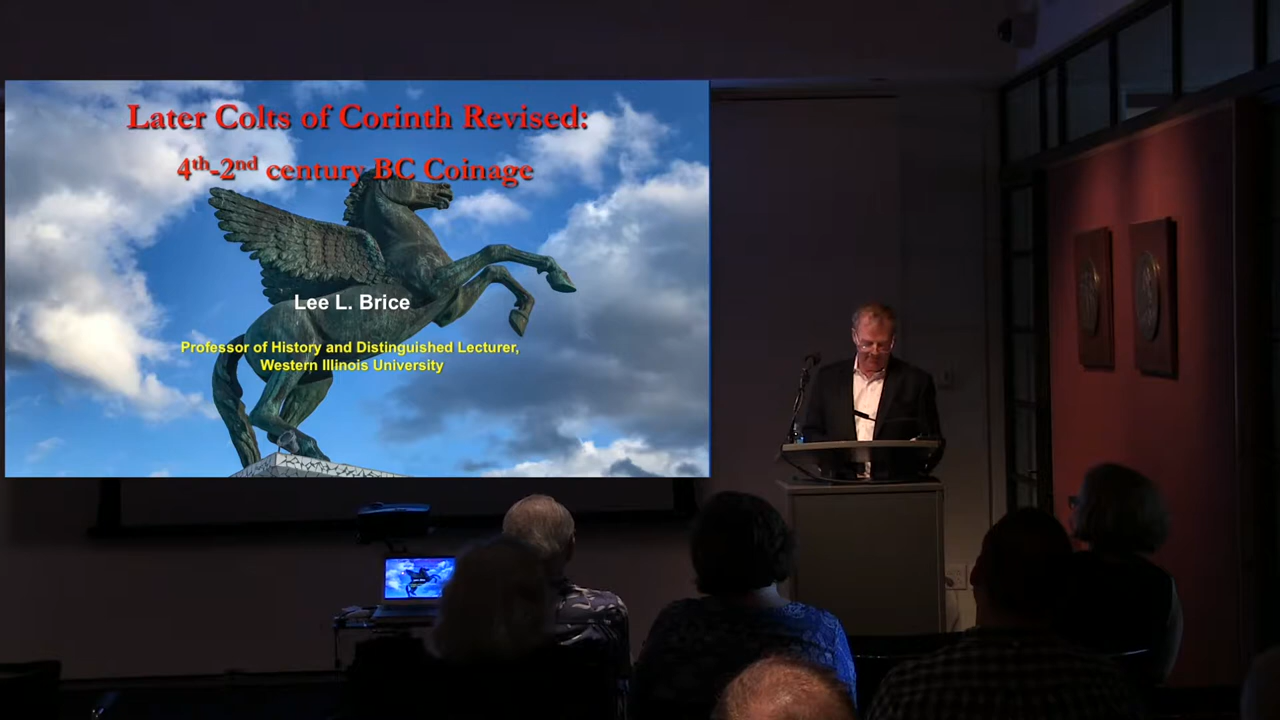 Later Colts of Corinth Revised:
4th-2nd century BC Coinage
Lee L. Brice
Professor of History and Distinguished Lecturer,
Western Illinois University